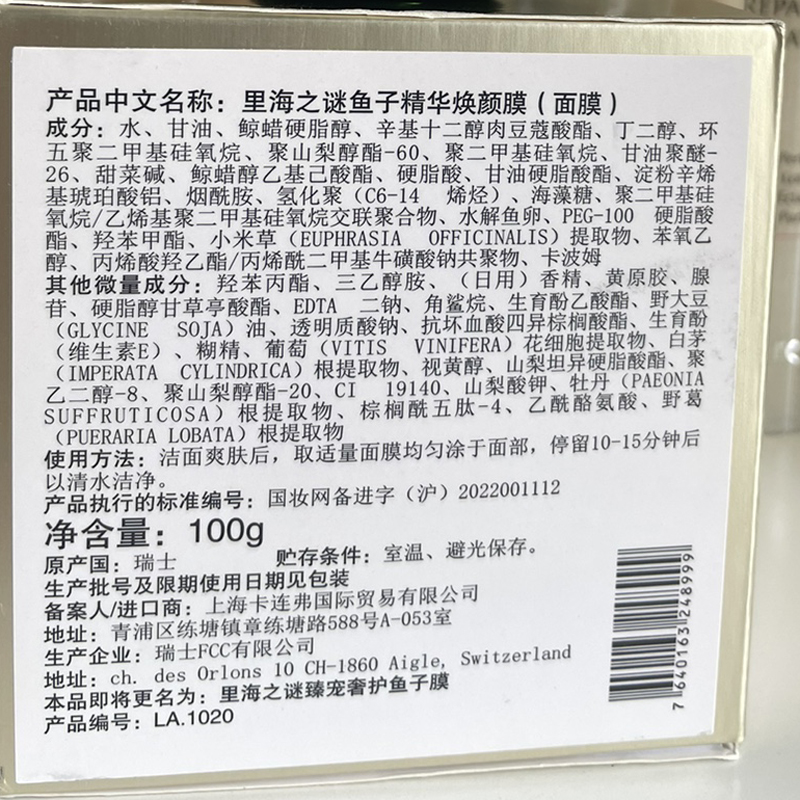 产品中文名称：里海之谜鱼子精华焕颜膜（面膜）
成分：水、甘油、鲸蜡硬脂醇、辛基十二醇肉豆蔻酸酯、丁二醇、环
五聚二甲基硅氧烷、聚山梨醇酯-60、聚二甲基硅氧烷、甘油聚醚-
26、甜菜碱、鲸蜡醇乙基己酸酯、硬脂酸、甘油硬脂酸酯、淀粉辛烯
基琥珀酸铝、烟酰胺、氢化聚（C6-14 烯烃）、海藻糖、聚二甲基硅
氧烷/乙烯基聚二甲基硅氧烷交联聚合物、水解鱼卵、PEG-100 硬脂酸
酯、羟苯甲酯、小米草（EUPHRASIA OFFICINALIS）提取物、苯氧乙
醇、丙烯酸羟乙酯/丙烯酰二甲基牛磺酸钠共聚物、卡波姆
其他微量成分：羟苯丙酯、三乙醇胺、（日用）香精、黄原胶、腺
苷、硬脂醇甘草亭酸酯、EDTA 二钠、角鲨烷、生育酚乙酸酯、野大豆
（GLYCINE SOJA）油、透明质酸钠、抗坏血酸四异棕榈酸酯、生育酚
（维生素E）、糊精、葡萄（VITIS VINIFERA）花细胞提取物、白茅
（IMPERATA CYLINDRICA）根提取物、视黄醇、山梨坦异硬脂酸酯、聚
乙二醇-8、聚山梨醇酯-20、CI 19140、山梨酸钾、牡丹（PAEONIA
SUFFRUTICOSA）根提取物、棕榈酰五肽-4、乙酰酪氨酸、野葛
（PUERARIA LOBATA）根提取物
使用方法：洁面爽肤后，取适量面膜均匀涂于面部，停留10-15分钟后
以清水洁净。
产品执行的标准编号：国妆网备进字（沪）2022001112
净含量：100g
原产国：瑞士 贮存条件：室温、避光保存。
生产批号及限期使用日期见包装
备案人/进口商：上海卡连弗国际贸易有限公司
地址：青浦区练塘镇章练塘路588号A-053室
生产企业：瑞士FCC有限公司
地址：ch. des Orlons 10 CH-1860 Aigle, Switzerland
本品即将更名为：里海之谜臻宠奢护鱼子膜
产品编号：LA.1020
7 640163 248999